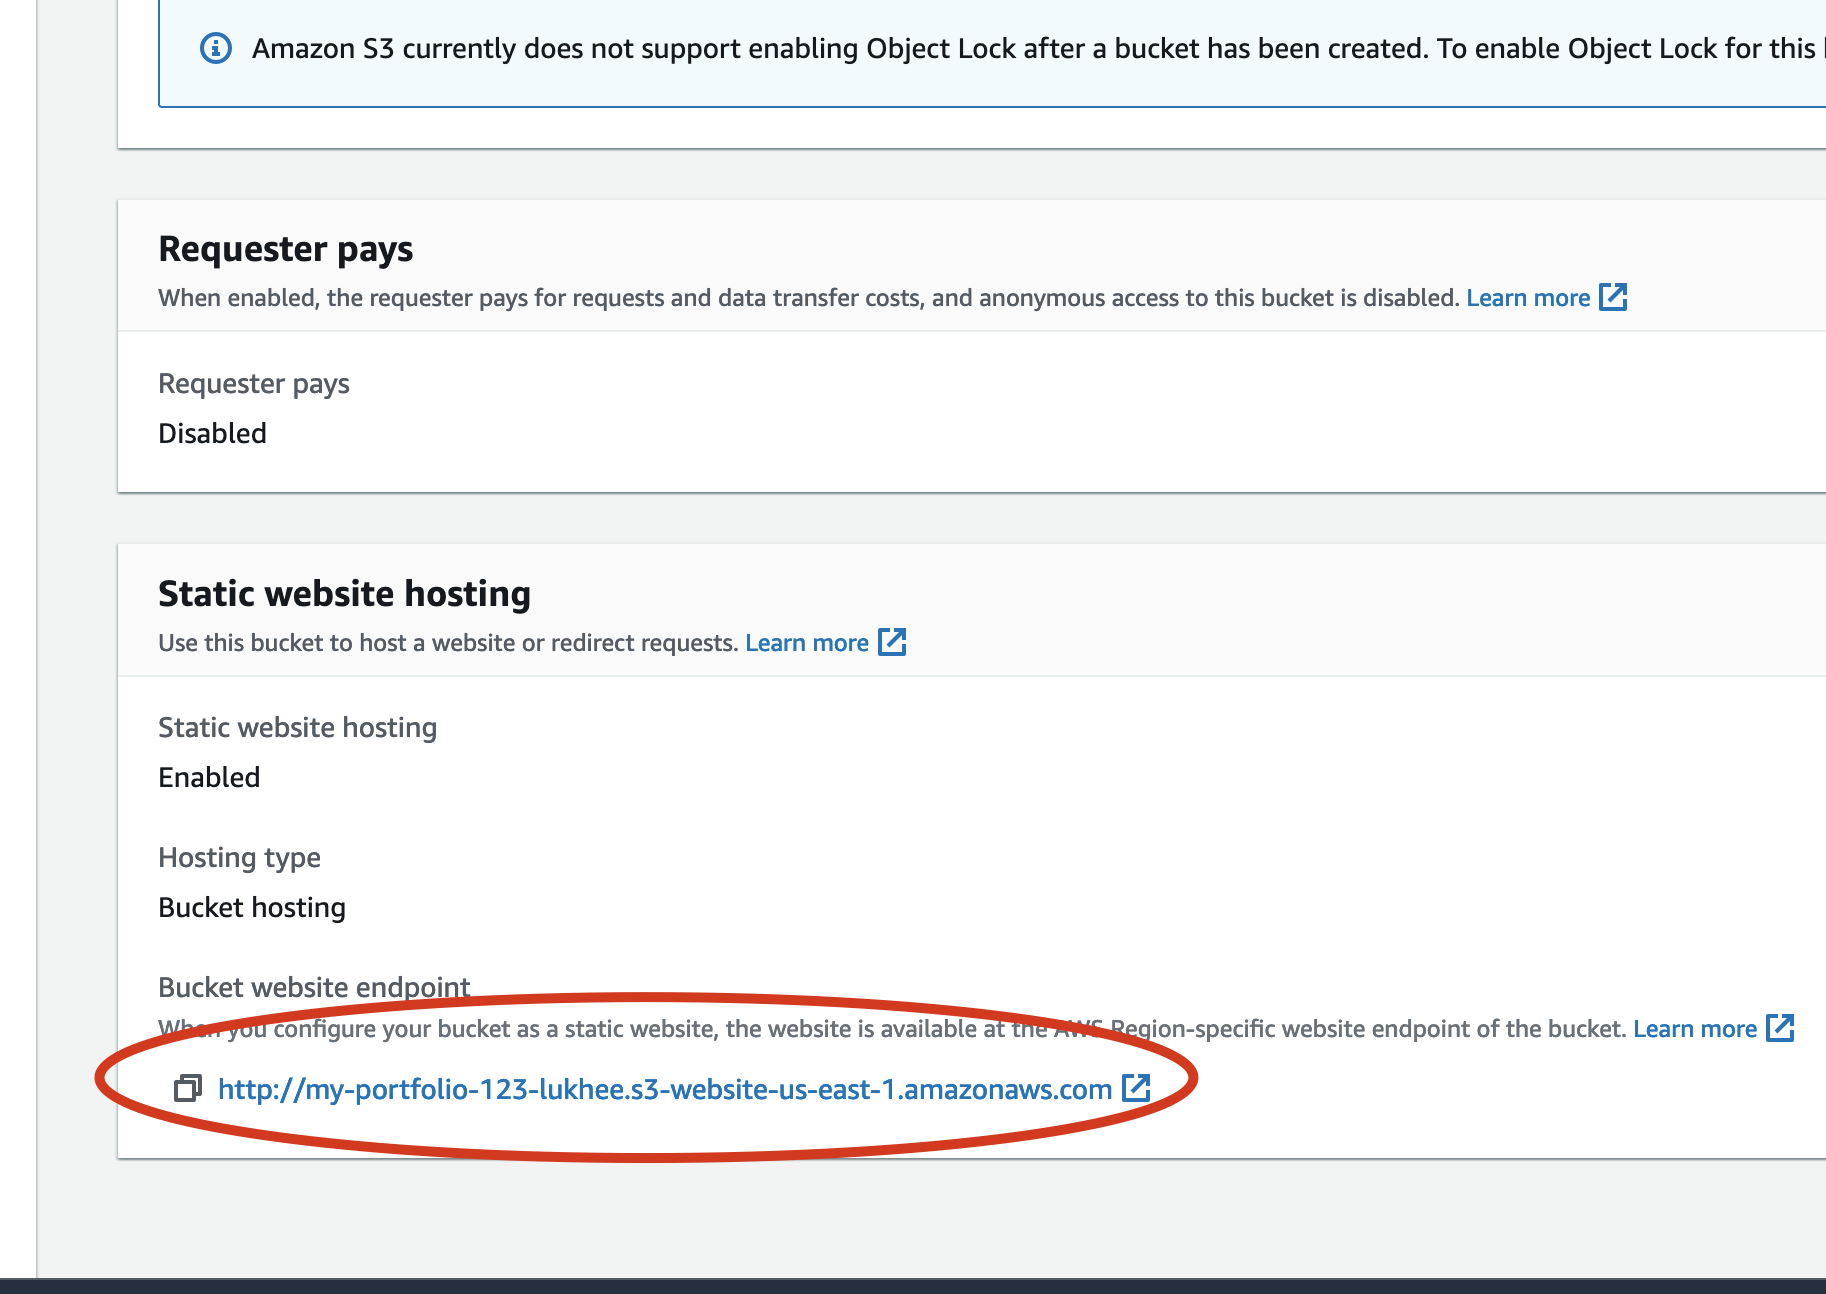 Amazon S3 currently does not support enabling Object Lock after a bucket has been created. To enable Object Lock for this
Requester pays
When enabled, the requester pays for requests and data transfer costs, and anonymous access to this bucket is disabled. Learn more
Requester pays
Disabled
Static website hosting
Use this bucket to host a website or redirect requests. Learn more
Static website hosting
Enabled
Hosting type
Bucket hosting
Bucket website endpoint
When you configure your bucket as a static website, the website is available at the AWS Region-specific website endpoint of the bucket. Learn more
http://my-portfolio-123-lukhee.s3-website-us-east-1.amazonaws.com